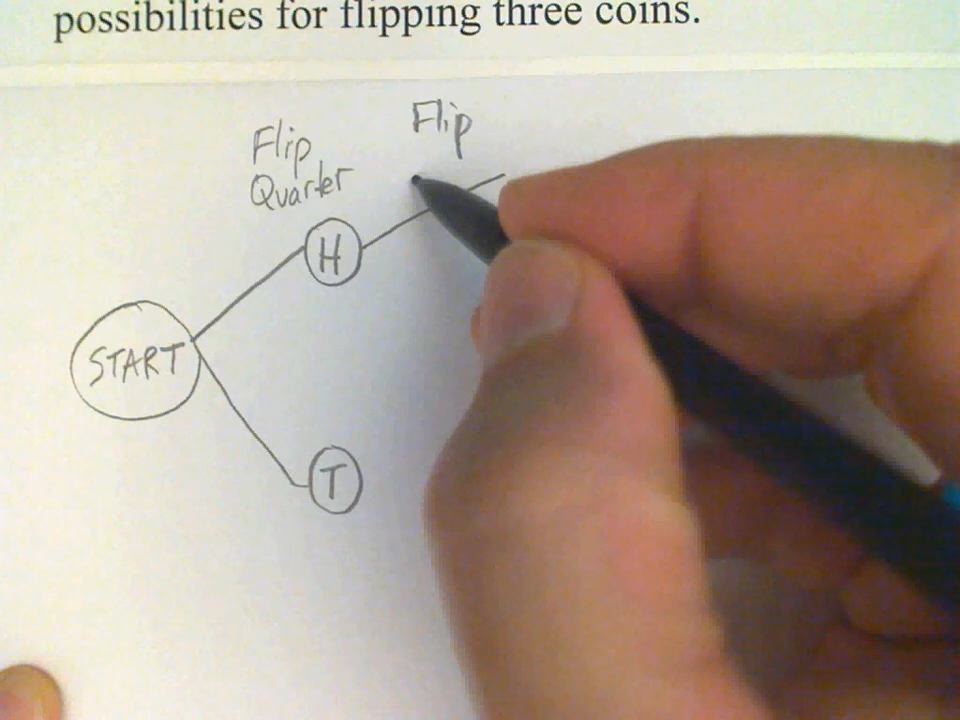 possibilities for flipping three coins.
Flip
Flip
Quarter
H
START
T